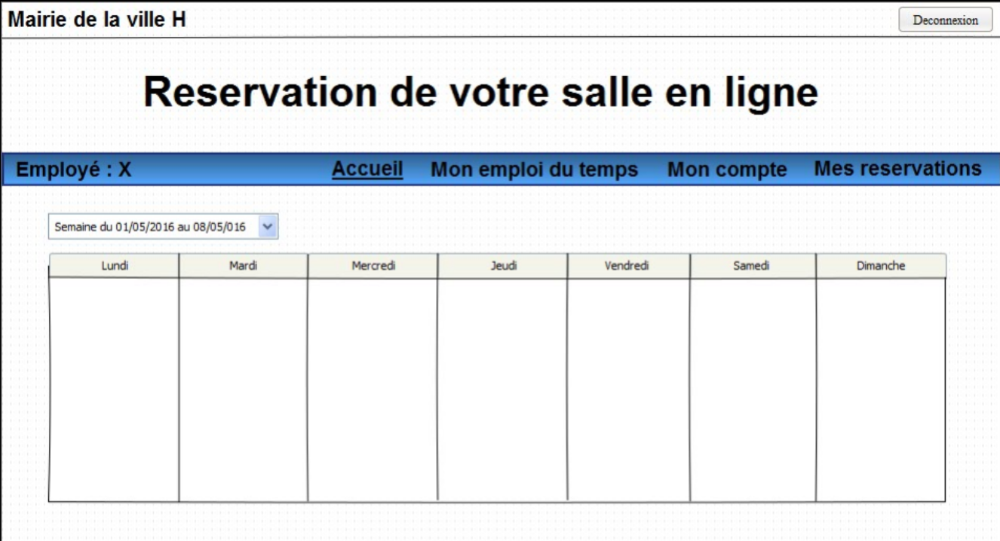 Mairie de la ville H Deconnexion
Reservation de votre salle en ligne
Employé : X Accueil Mon emploi du temps Mon compte Mes reservations
Semaine du 01/05/2016 au 08/05/016
Lundi Mardi Mercredi Jeudi Vendredi Samedi Dimanche